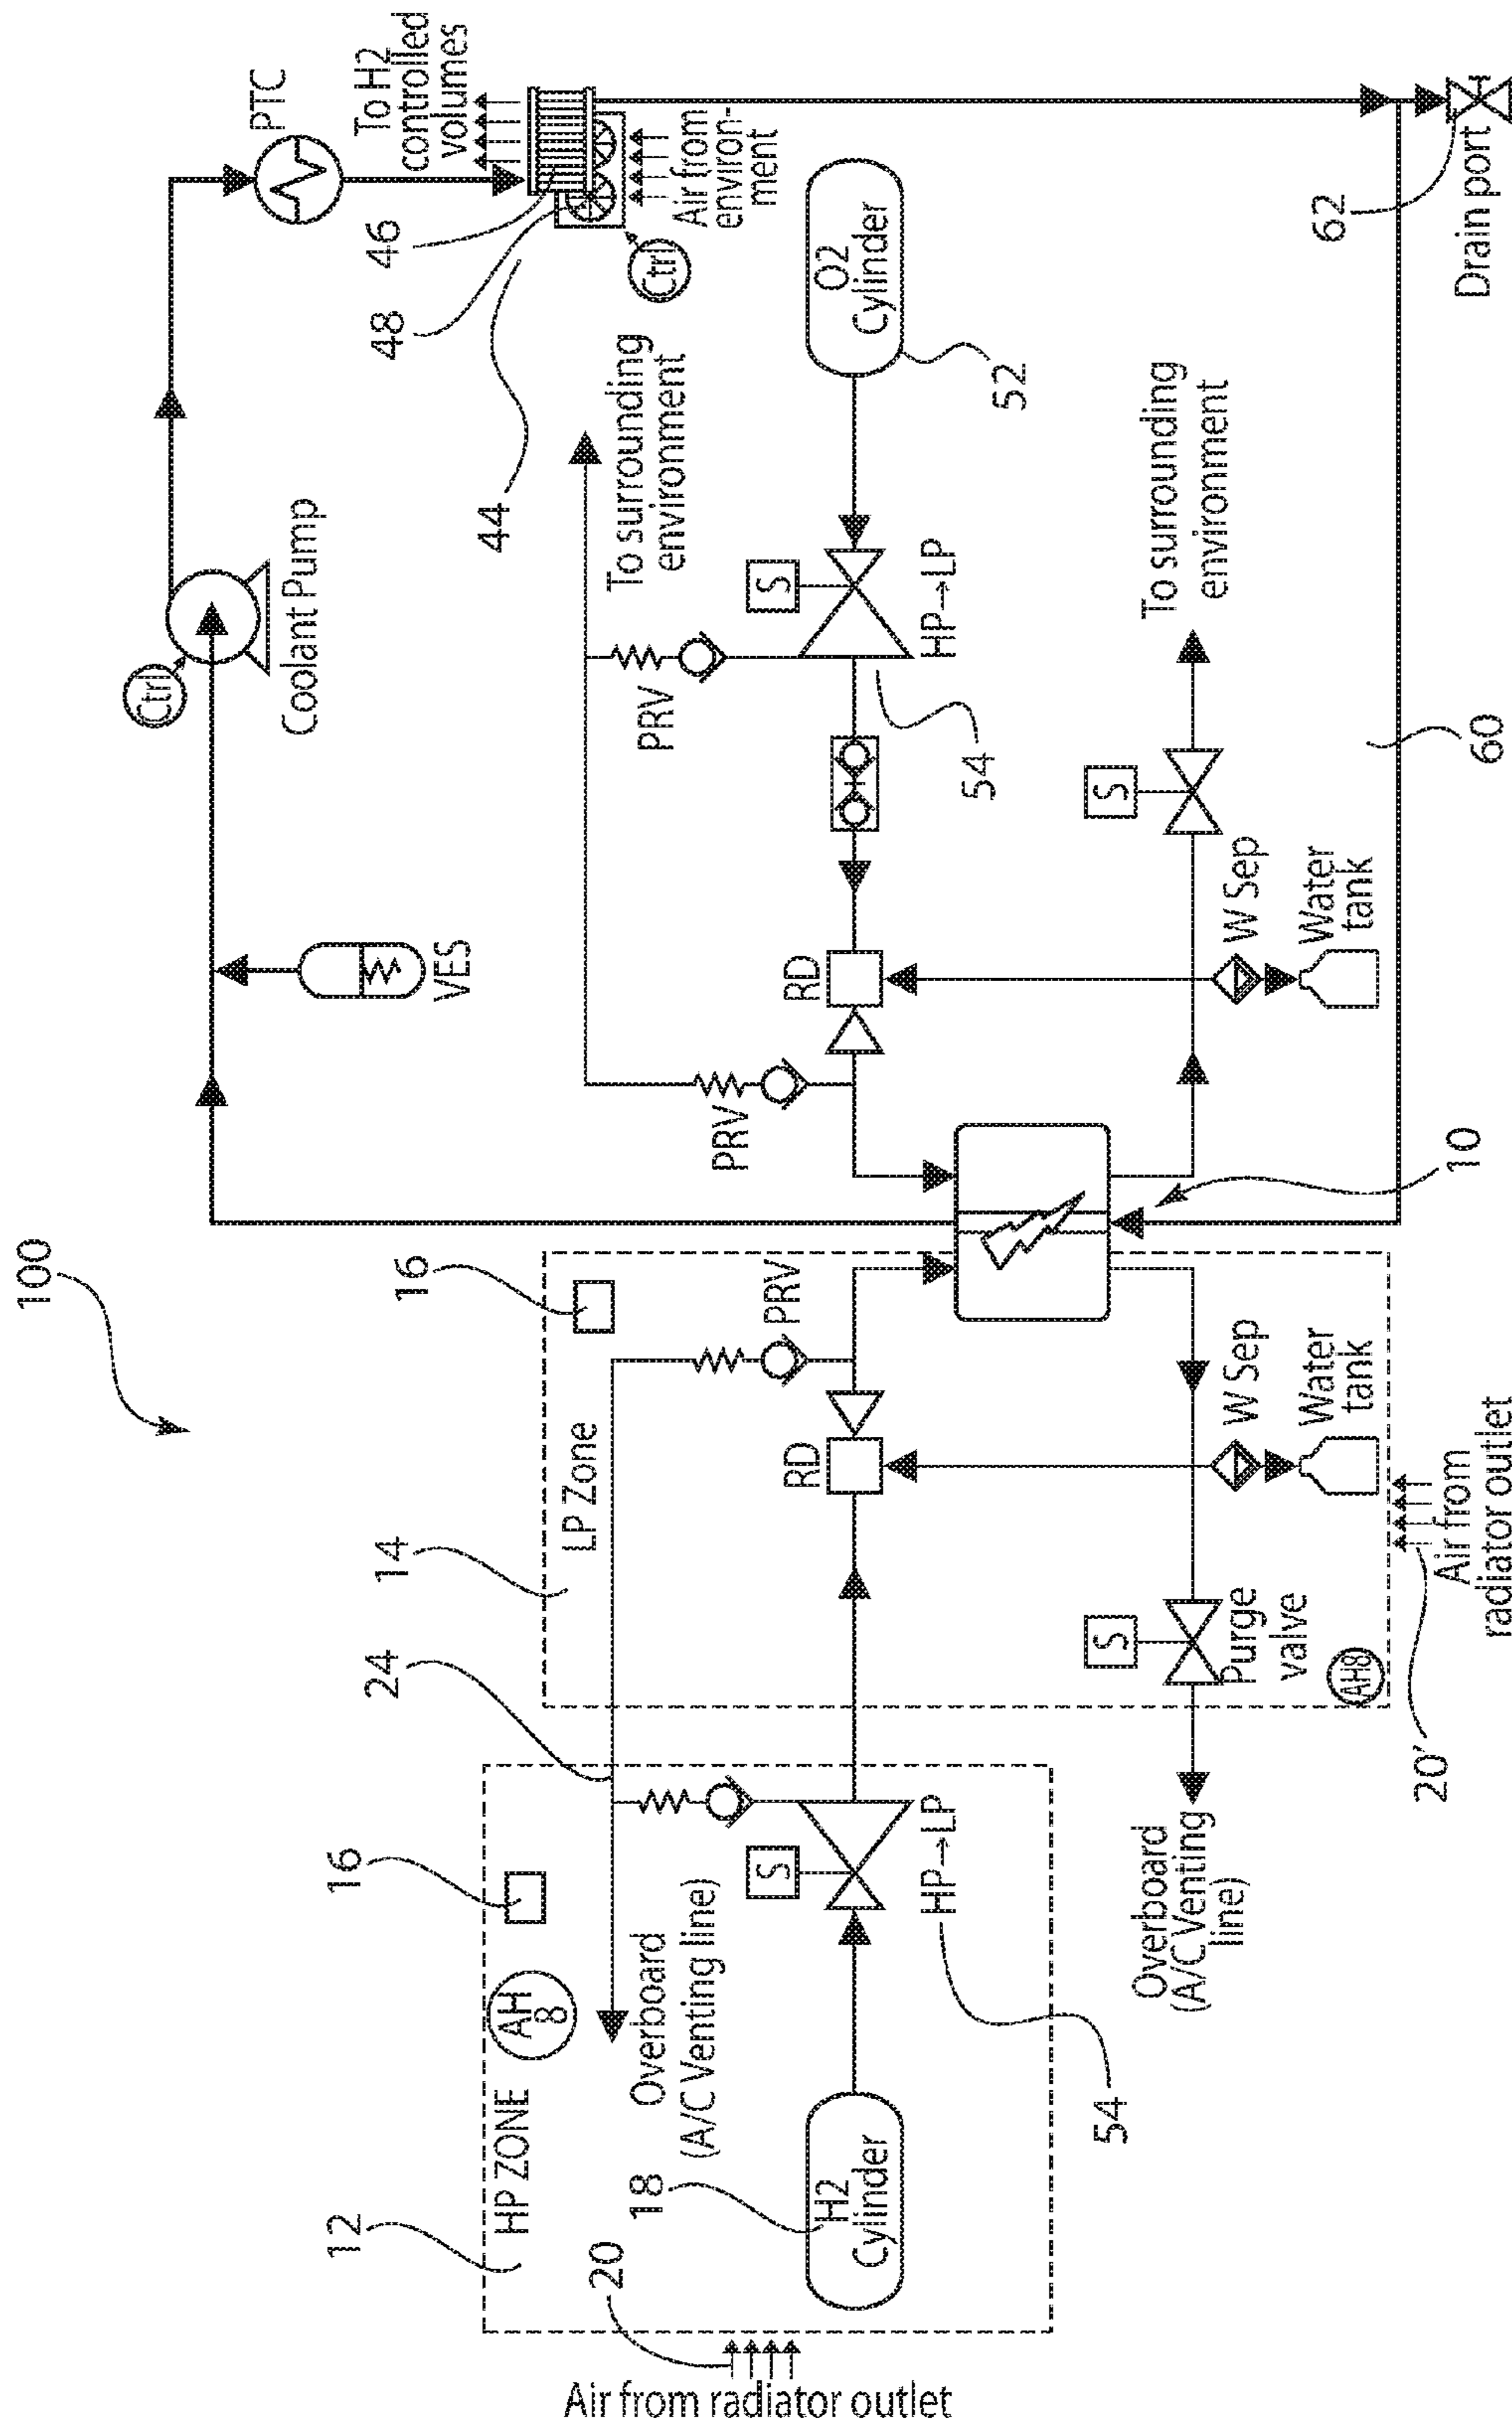 100
Ctrl
Coolant Pump
PTC
VES
To H2
controlled
volumes
46
48
44
Ctrl
Air from
environ-
ment
12
HP ZONE
AH
8
16
24
14
LP Zone
16
PRV
PRV
PRV
To surrounding
environment
O2
Cylinder
52
S
HP→LP
54
RD
RD
Overboard
(A/C Venting line)
18
H2
Cylinder
S
HP→LP
54
20
Air from radiator outlet
S
Purge
valve
AH8
Overboard
(A/C Venting
line)
W Sep
Water
tank
20'
Air from
radiator outlet
10
W Sep
Water
tank
S
To surrounding
environment
60
62
Drain port